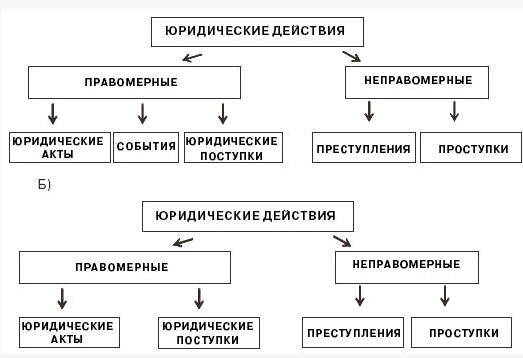 ЮРИДИЧЕСКИЕ ДЕЙСТВИЯ
ПРАВОМЕРНЫЕ
НЕПРАВОМЕРНЫЕ
ЮРИДИЧЕСКИЕ
АКТЫ
СОБЫТИЯ
ЮРИДИЧЕСКИЕ
ПОСТУПКИ
ПРЕСТУПЛЕНИЯ
ПРОСТУПКИ
Б)
ЮРИДИЧЕСКИЕ ДЕЙСТВИЯ
ПРАВОМЕРНЫЕ
НЕПРАВОМЕРНЫЕ
ЮРИДИЧЕСКИЕ
АКТЫ
ЮРИДИЧЕСКИЕ
ПОСТУПКИ
ПРЕСТУПЛЕНИЯ
ПРОСТУПКИ